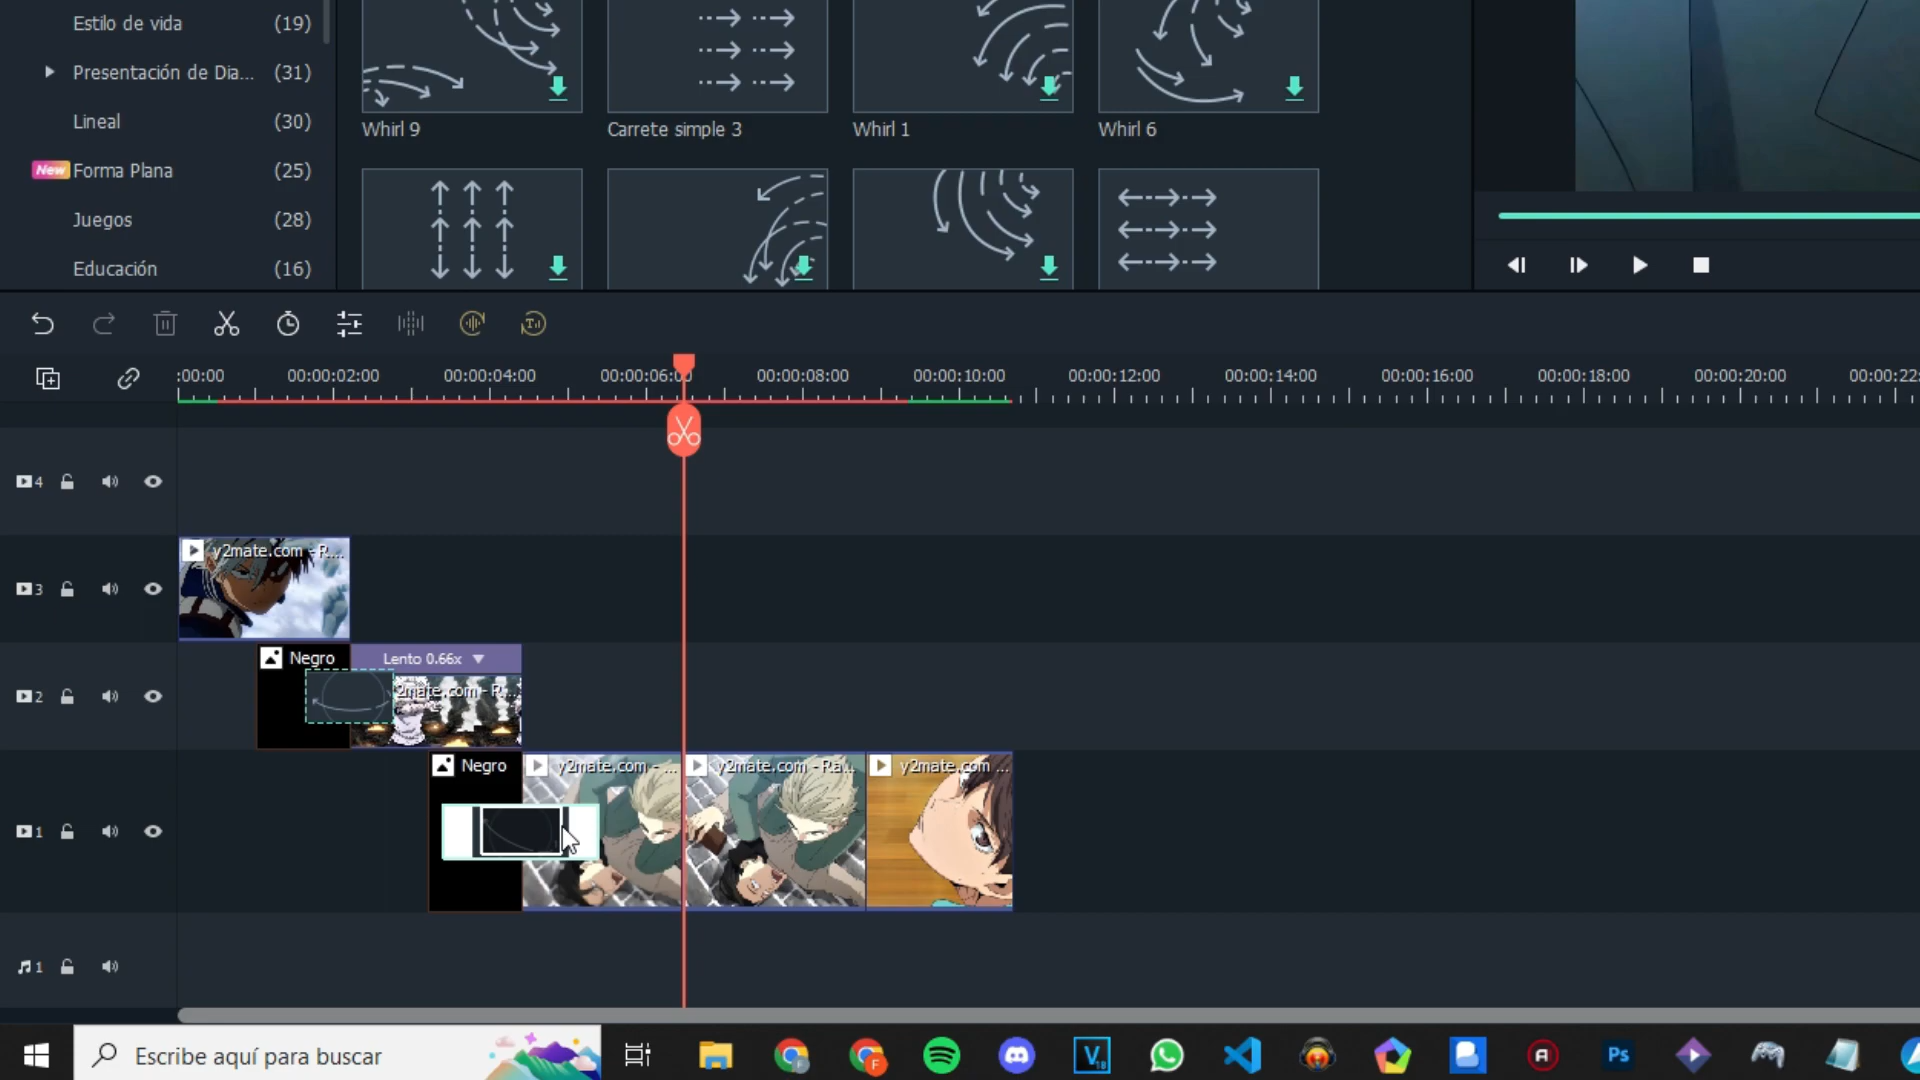 Estilo de vida (19)
Presentación de Dia... (31)
Lineal (30)
New Forma Plana (25)
Juegos (28)
Educación (16)
Whirl 9
Carrete simple 3
Whirl 1
Whirl 6
:00:00 00:00:02:00 00:00:04:00 00:00:06:00 00:00:08:00 00:00:10:00 00:00:12:00 00:00:14:00 00:00:16:00 00:00:18:00 00:00:20:00 00:00:22:
4
3
y2mate.com - R...
2
Negro
Lento 0.66x
2mate.com - R...
1
Negro
y2mate.com - ...
y2mate.com - Ra...
y2mate.com ...
1
Escribe aquí para buscar